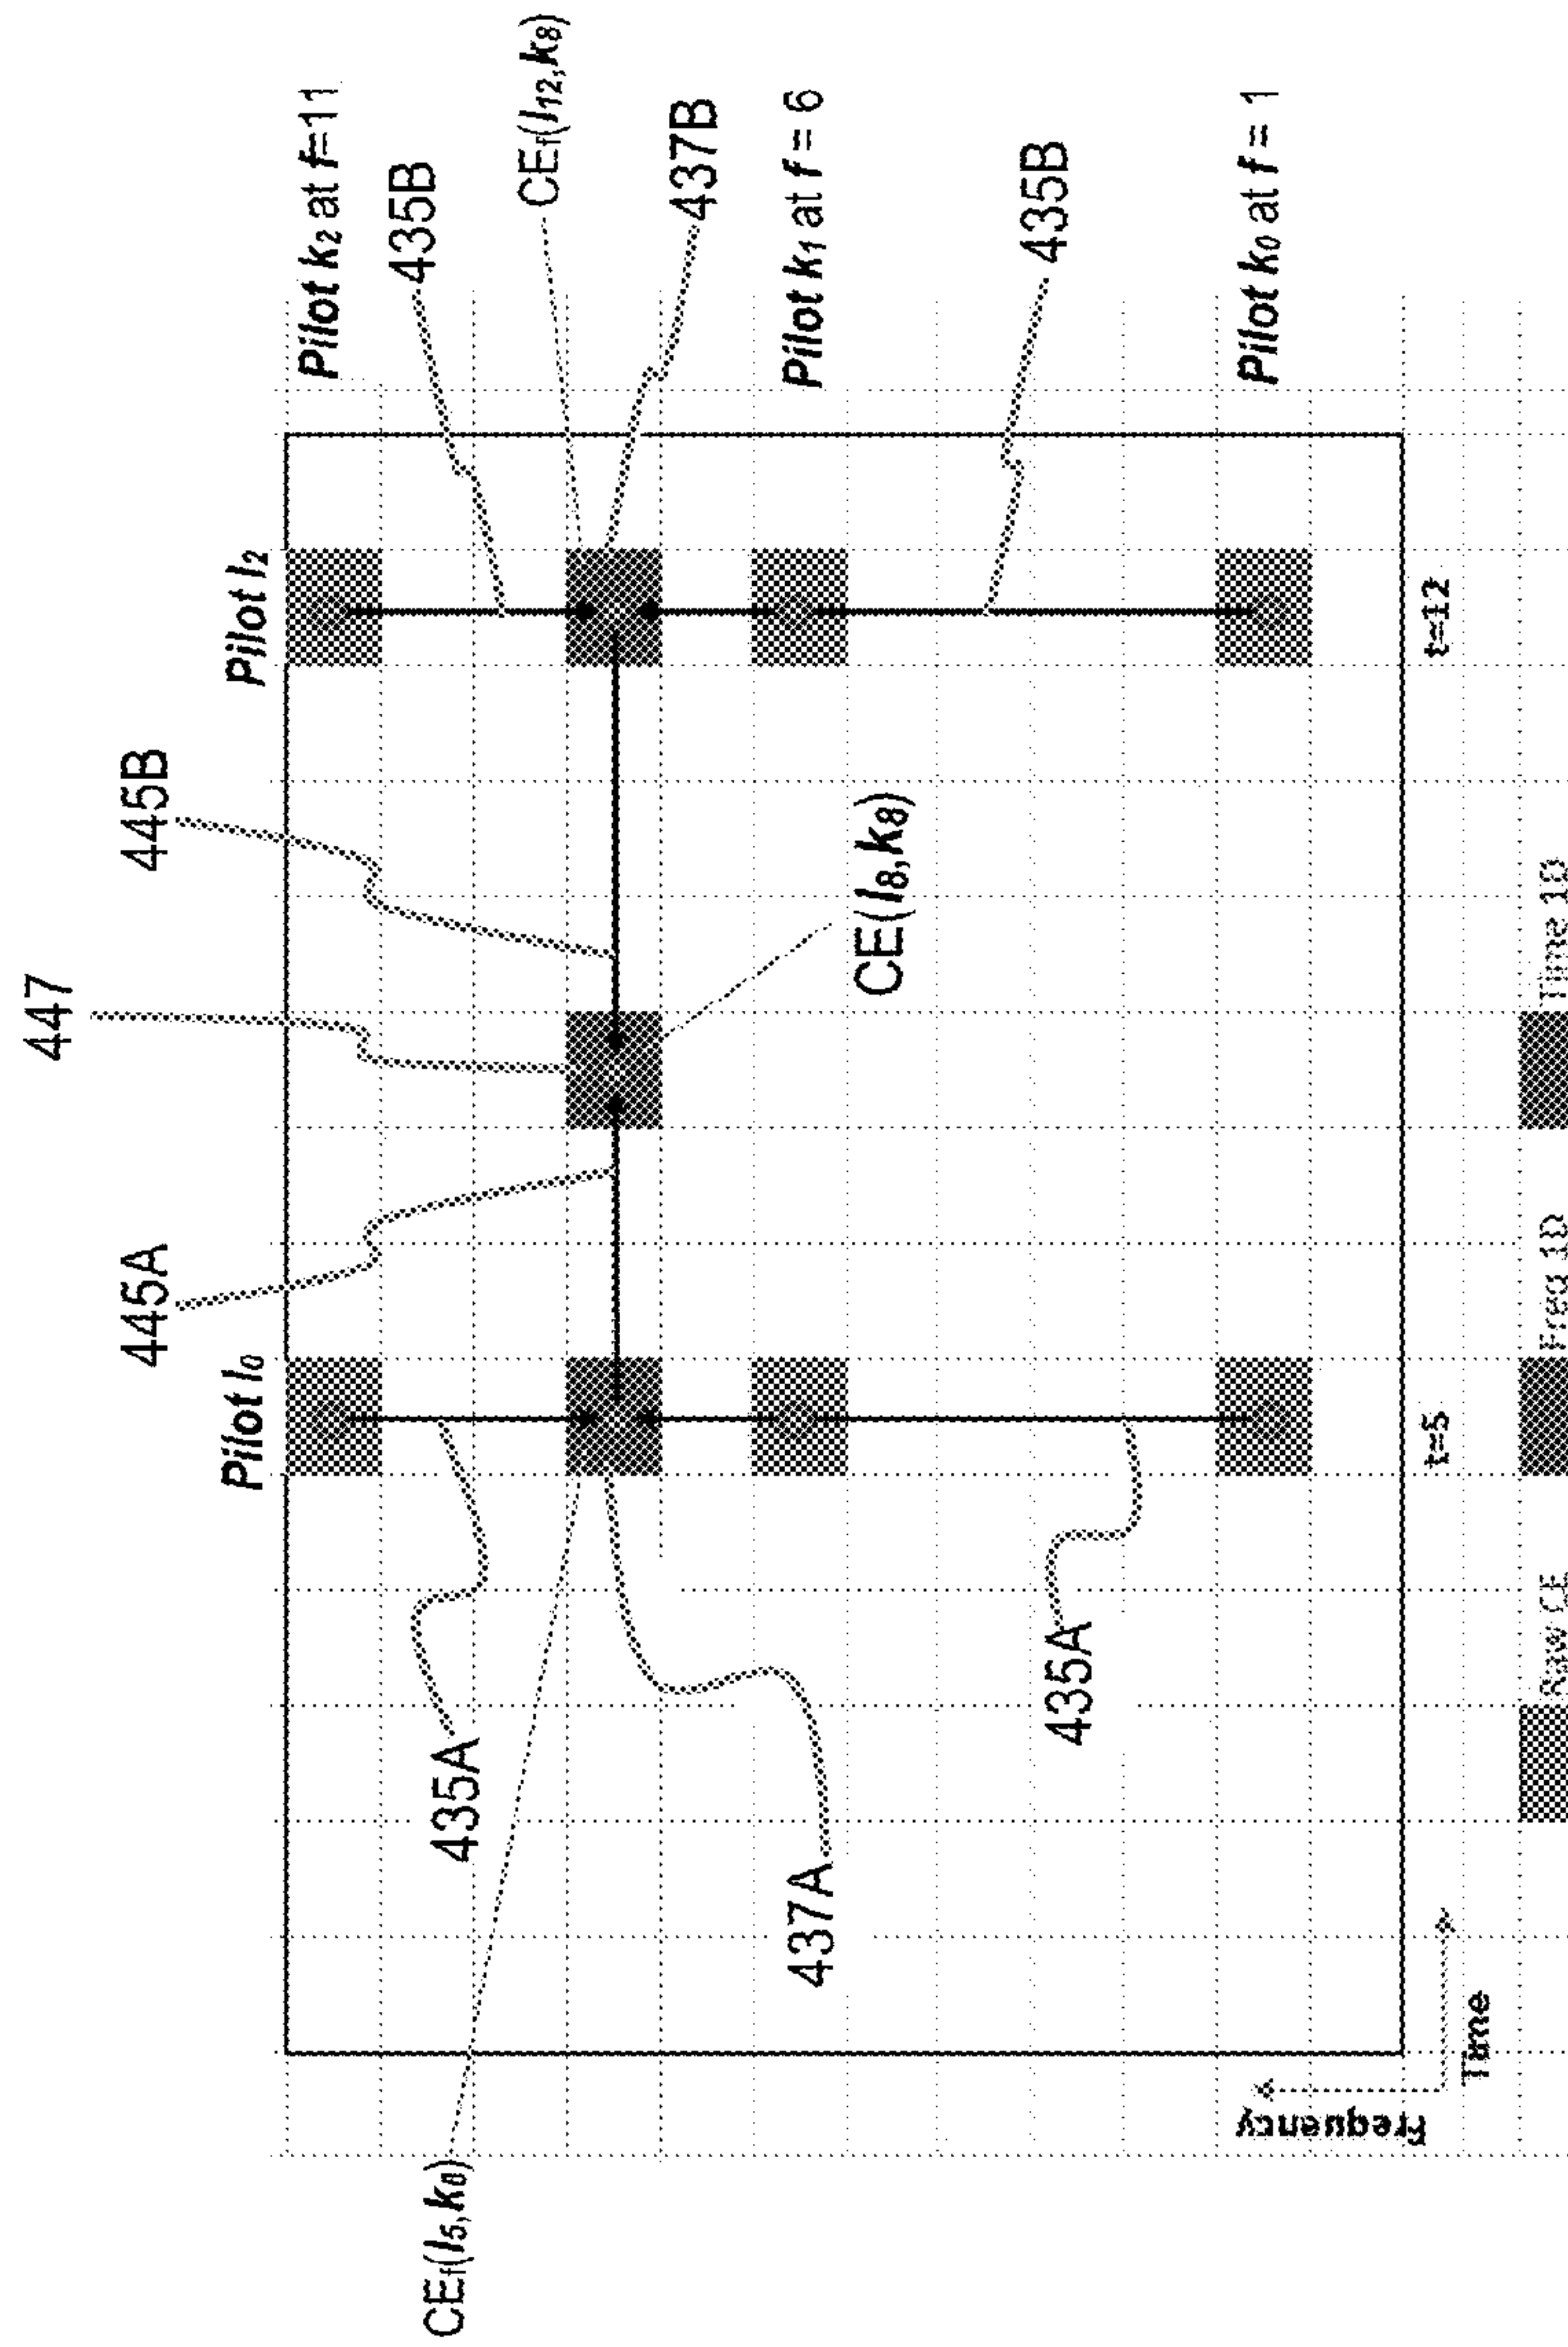 447
445A
445B
Pilot l₀
Pilot l₂
Pilot k₂ at f=11
435B
CEf(l₁₂,k₈)
437B
Pilot k₁ at f = 6
435B
Pilot k₀ at f = 1
CEf(l₅,k₈)
435A
437A
435A
CE(l₈,k₈)
t=5
t=12
Frequency
Time
Raw CE
Freq 1D
Time 1D